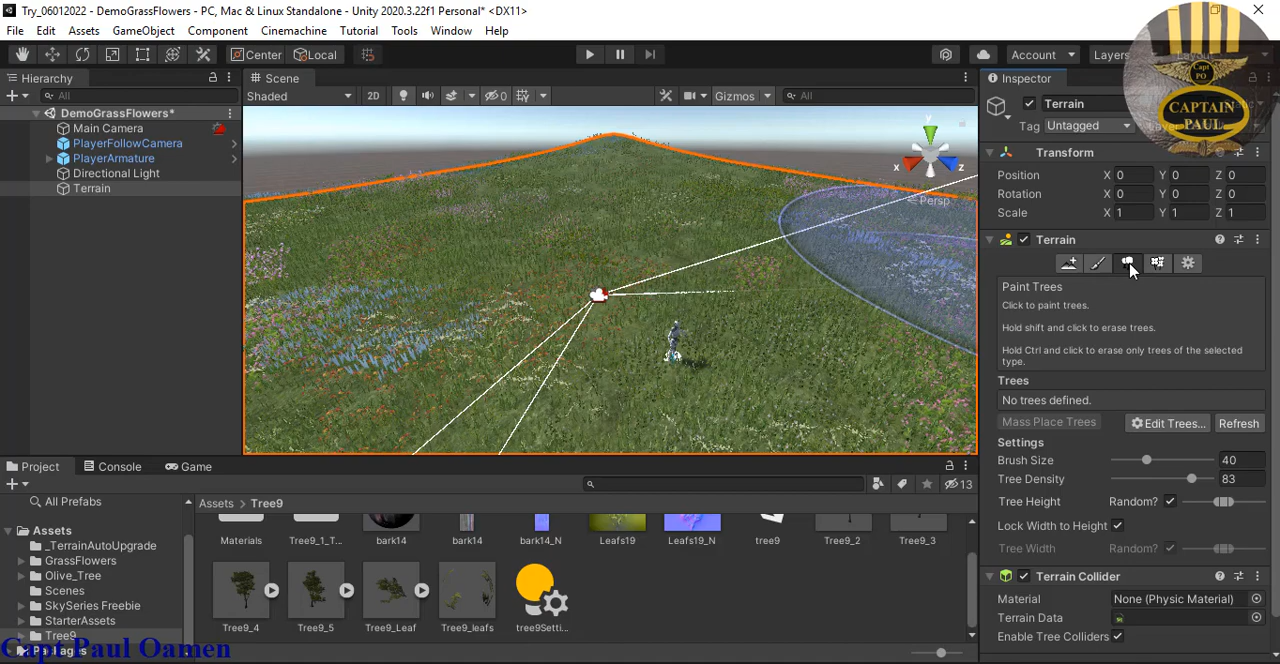 Try_06012022 - DemoGrassFlowers - PC, Mac & Linux Standalone - Unity 2020.3.22f1 Personal* <DX11>
File Edit Assets GameObject Component Cinemachine Tutorial Tools Window Help
Center Local Account Layers
Hierarchy Scene Inspector
All Shaded 2D 0 Gizmos All
Terrain
Tag Untagged
CAPTAIN
PAUL
Capt
PO
DemoGrassFlowers*
Main Camera
PlayerFollowCamera
PlayerArmature
Directional Light
Terrain
y
x
z
Persp
Transform
Position X 0 Y 0 Z 0
Rotation X 0 Y 0 Z 0
Scale X 1 Y 1 Z 1
Terrain
Paint Trees
Click to paint trees.
Hold shift and click to erase trees.
Hold Ctrl and click to erase only trees of the selected
type.
Trees
No trees defined.
Mass Place Trees Edit Trees... Refresh
Settings
Brush Size 40
Tree Density 83
Tree Height Random?
Lock Width to Height
Tree Width Random?
Terrain Collider
Material None (Physic Material)
Terrain Data
Enable Tree Colliders
Project Console Game
13
All Prefabs
Assets
_TerrainAutoUpgrade
GrassFlowers
Olive_Tree
Scenes
SkySeries Freebie
StarterAssets
Tree9
Packages
Assets > Tree9
Materials Tree9_1_T... bark14 bark14 bark14_N Leafs19 Leafs19_N tree9 Tree9_2 Tree9_3
Tree9_4 Tree9_5 Tree9_Leaf Tree9_leafs tree9Setti...
Capt Paul Oamen